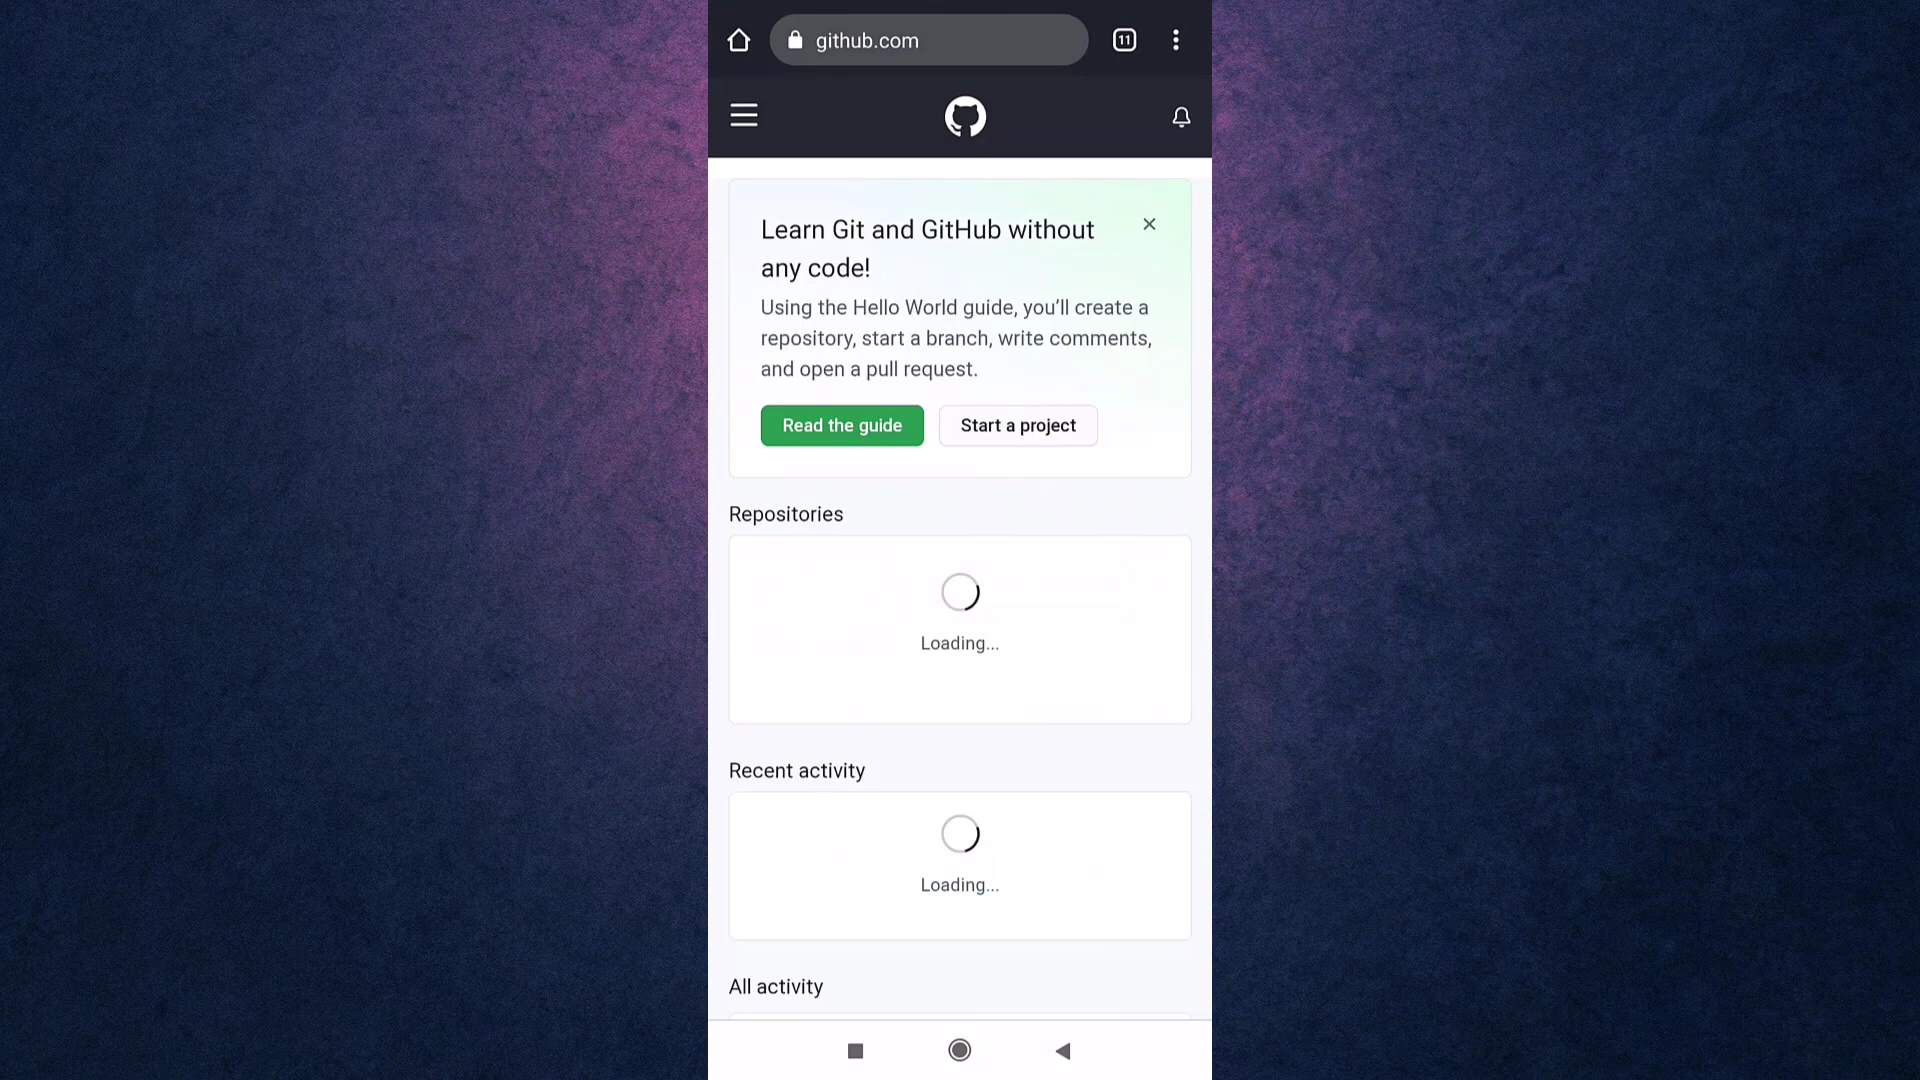 github.com
11
Learn Git and GitHub without
any code!
Using the Hello World guide, you’ll create a
repository, start a branch, write comments,
and open a pull request.
Read the guide
Start a project
Repositories
Loading...
Recent activity
Loading...
All activity